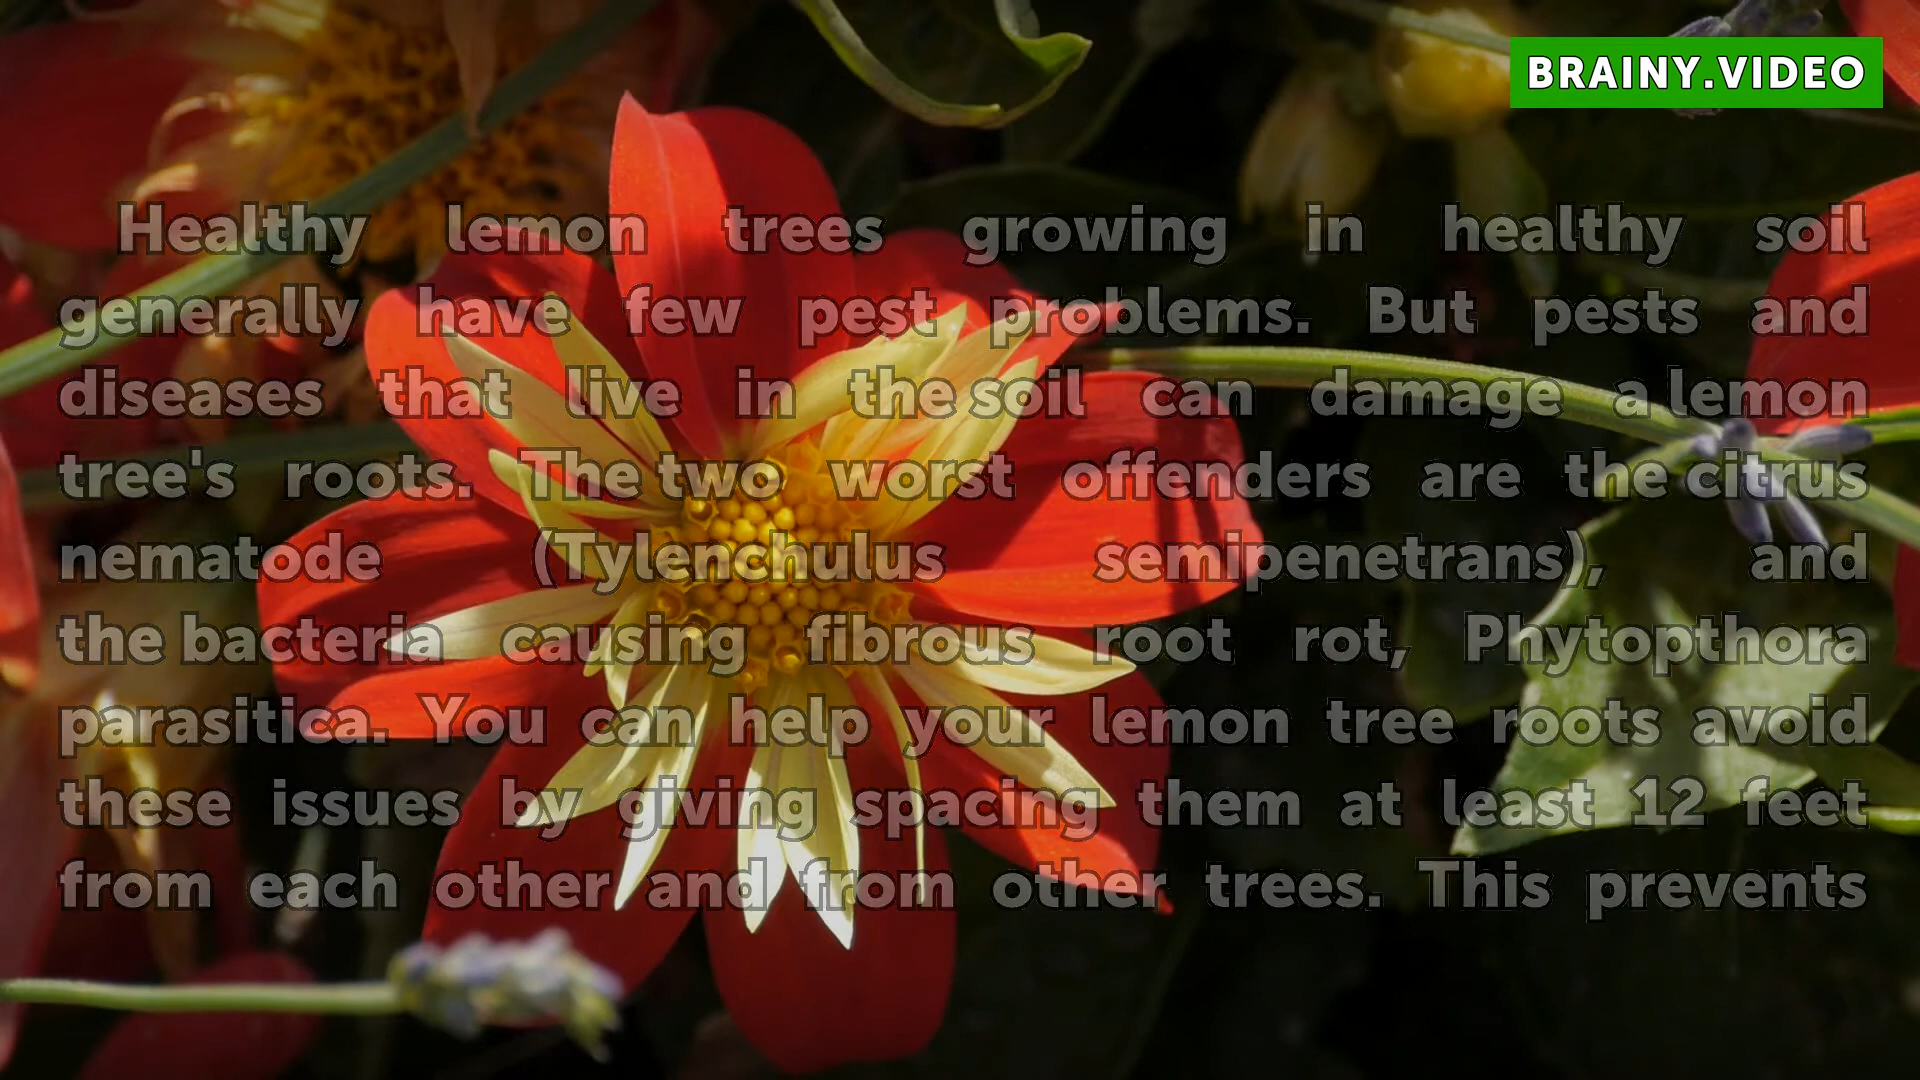 BRAINY.VIDEO
Healthy lemon trees growing in healthy soil
generally have few pest problems. But pests and
diseases that live in the soil can damage a lemon
tree's roots. The two worst offenders are the citrus
nematode (Tylenchulus semipenetrans), and
the bacteria causing fibrous root rot, Phytopthora
parasitica. You can help your lemon tree roots avoid
these issues by giving spacing them at least 12 feet
from each other and from other trees. This prevents